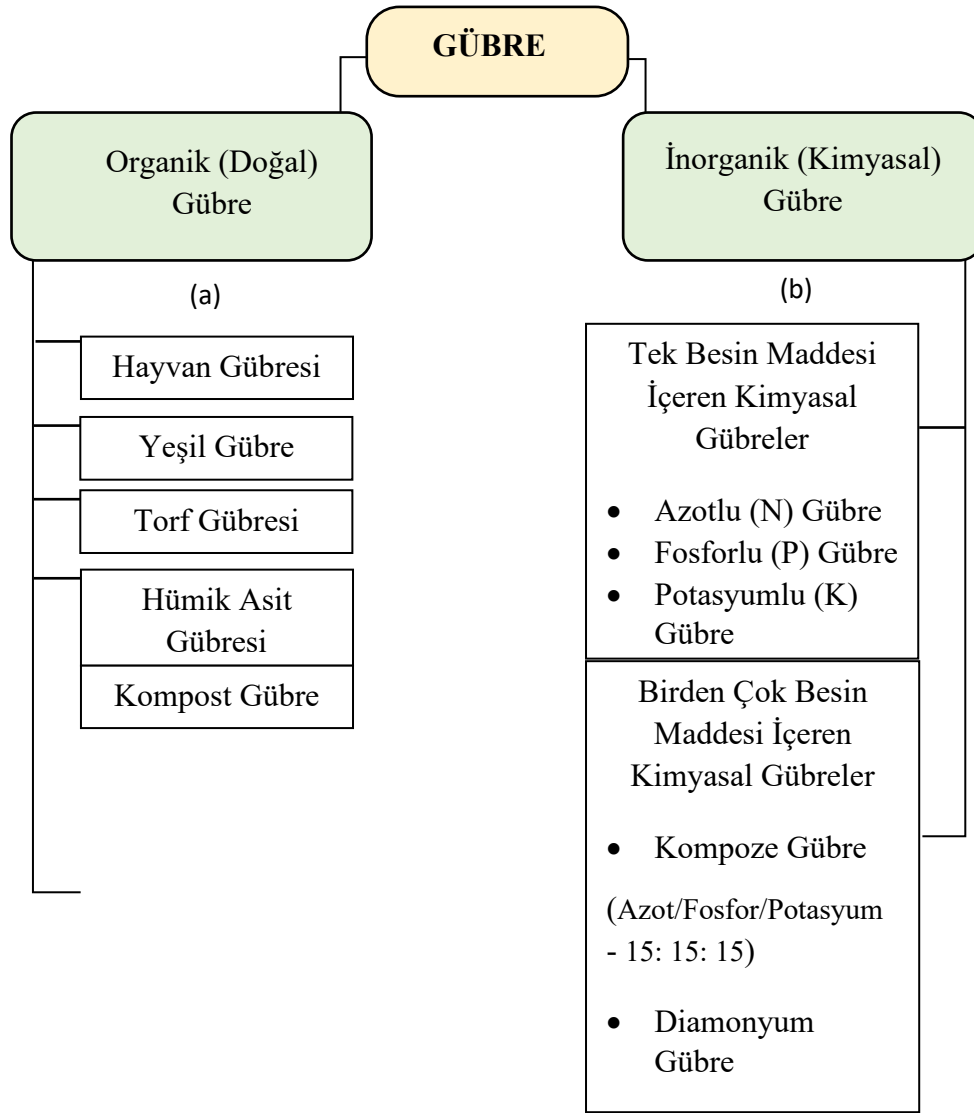 GÜBRE
Organik (Doğal)
Gübre
(a)
Hayvan Gübresi
Yeşil Gübre
Torf Gübresi
Hümik Asit
Gübresi
Kompost Gübre
İnorganik (Kimyasal)
Gübre
(b)
Tek Besin Maddesi
İçeren Kimyasal
Gübreler
• Azotlu (N) Gübre
• Fosforlu (P) Gübre
• Potasyumlu (K)
Gübre
Birden Çok Besin
Maddesi İçeren
Kimyasal Gübreler
• Kompoze Gübre
(Azot/Fosfor/Potasyum
- 15: 15: 15)
• Diamonyum
Gübre